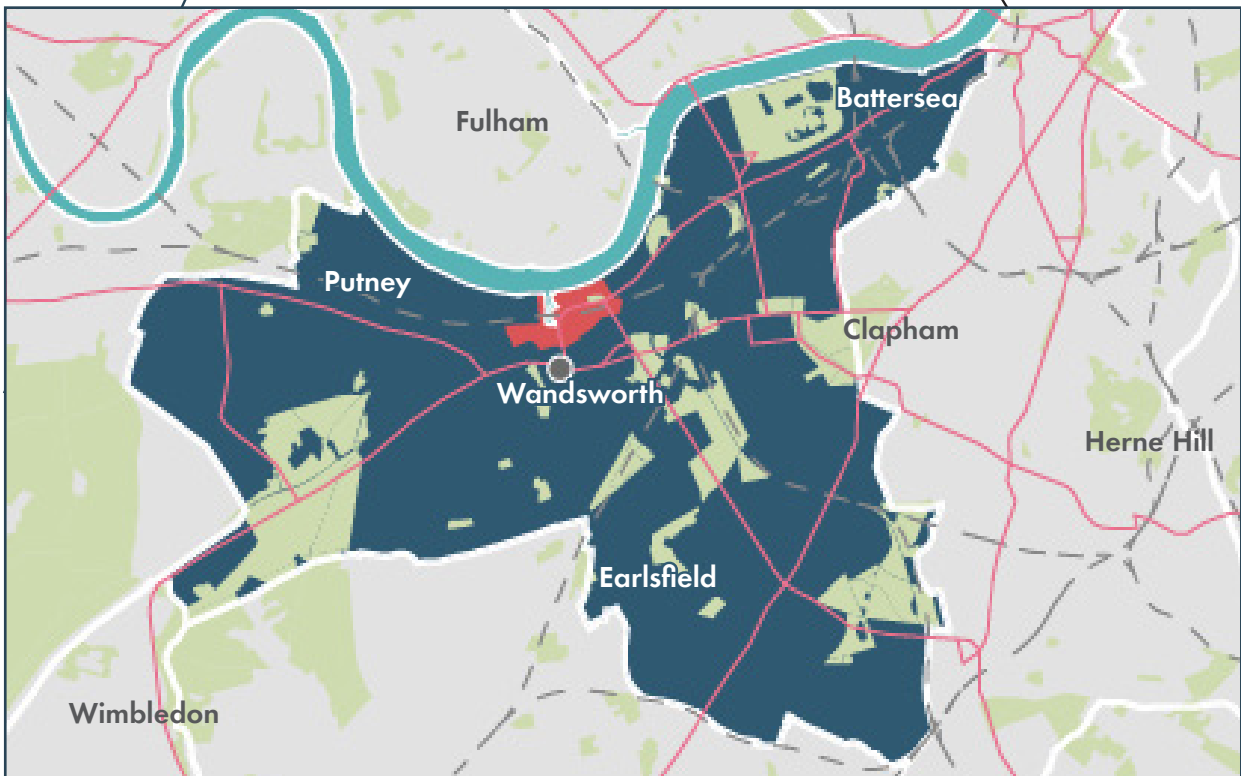 Battersea
Fulham
Putney
Clapham
Wandsworth
Herne Hill
Earlsfield
Wimbledon